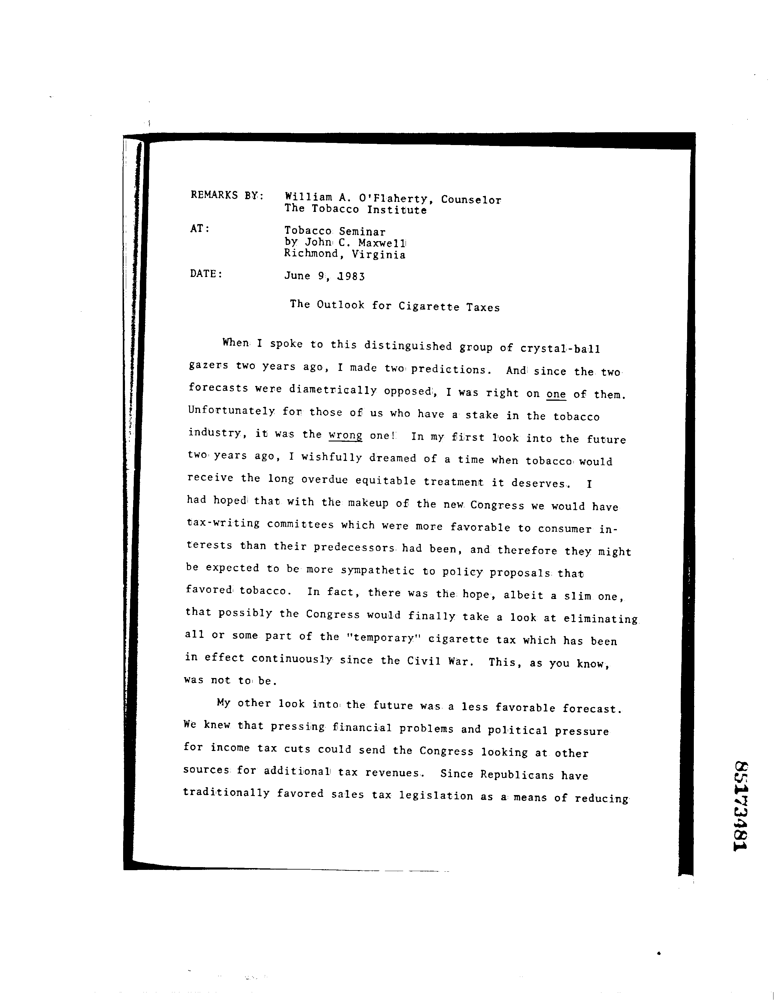 REMARKS BY: William A. O'Flaherty, Counselor
The Tobacco Institute
AT: Tobacco Seminar
by John C. Maxwell
Richmond, Virginia
DATE: June 9, 1983
The Outlook for Cigarette Taxes
When I spoke to this distinguished group of crystal-ball
gazers two years ago, I made two predictions. And since the two
forecasts were diametrically opposed, I was right on one of them.
Unfortunately for those of us who have a stake in the tobacco
industry, it was the wrong one! In my first look into the future
two years ago, I wishfully dreamed of a time when tobacco would
receive the long overdue equitable treatment it deserves. I
had hoped that with the makeup of the new Congress we would have
tax-writing committees which were more favorable to consumer in-
terests than their predecessors had been, and therefore they might
be expected to be more sympathetic to policy proposals that
favored tobacco. In fact, there was the hope, albeit a slim one,
that possibly the Congress would finally take a look at eliminating
all or some part of the "temporary" cigarette tax which has been
in effect continuously since the Civil War. This, as you know,
was not to be.
My other look into the future was a less favorable forecast.
We knew that pressing financial problems and political pressure
for income tax cuts could send the Congress looking at other
sources for additional tax revenues. Since Republicans have
traditionally favored sales tax legislation as a means of reducing
85173481